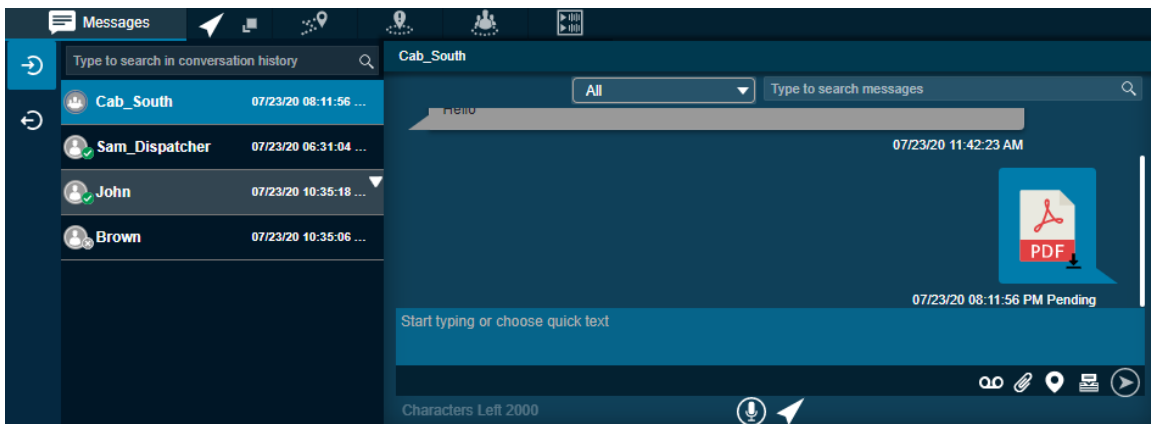 Messages
Type to search in conversation history
Cab_South 07/23/20 08:11:56 ...
Sam_Dispatcher 07/23/20 06:31:04 ...
John 07/23/20 10:35:18 ...
Brown 07/23/20 10:35:06 ...
Cab_South
All
Type to search messages
Hello
07/23/20 11:42:23 AM
PDF
07/23/20 08:11:56 PM Pending
Start typing or choose quick text
Characters Left 2000